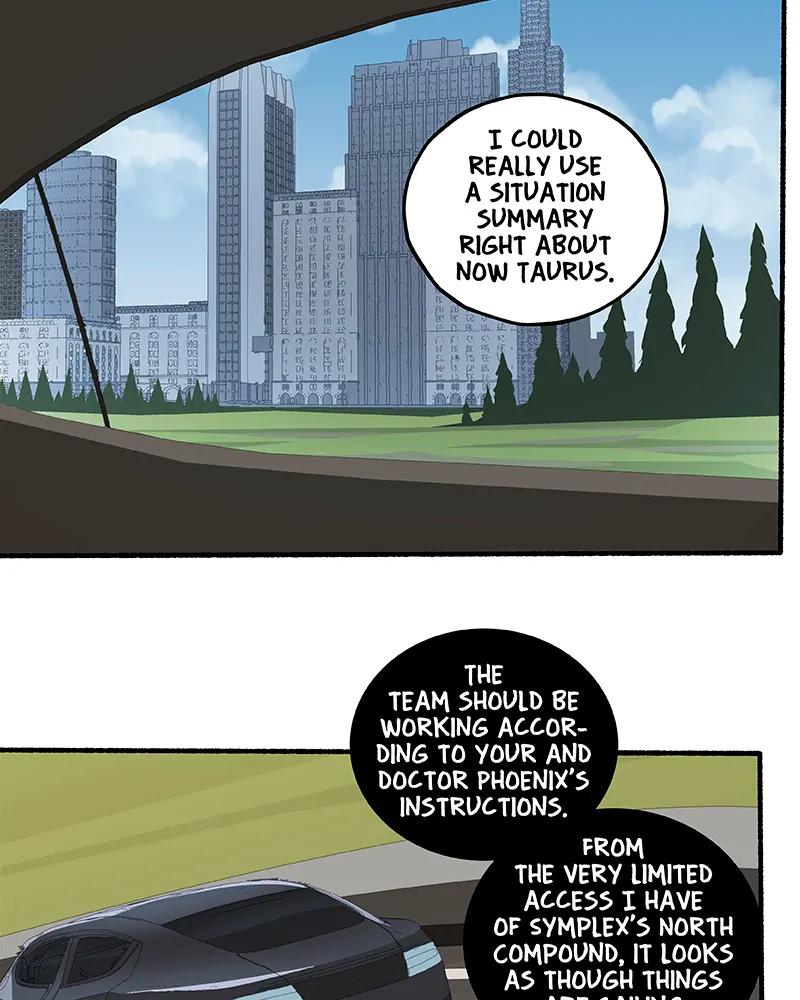 I COULD
REALLY USE
A SITUATION
SUMMARY
RIGHT ABOUT
NOW TAURUS.
THE
TEAM SHOULD BE
WORKING ACCOR-
DING TO YOUR AND
DOCTOR PHOENIX'S
INSTRUCTIONS.
FROM
THE VERY LIMITED
ACCESS I HAVE
OF SYMPLEX'S NORTH
COMPOUND, IT LOOKS
AS THOUGH THINGS
ARE